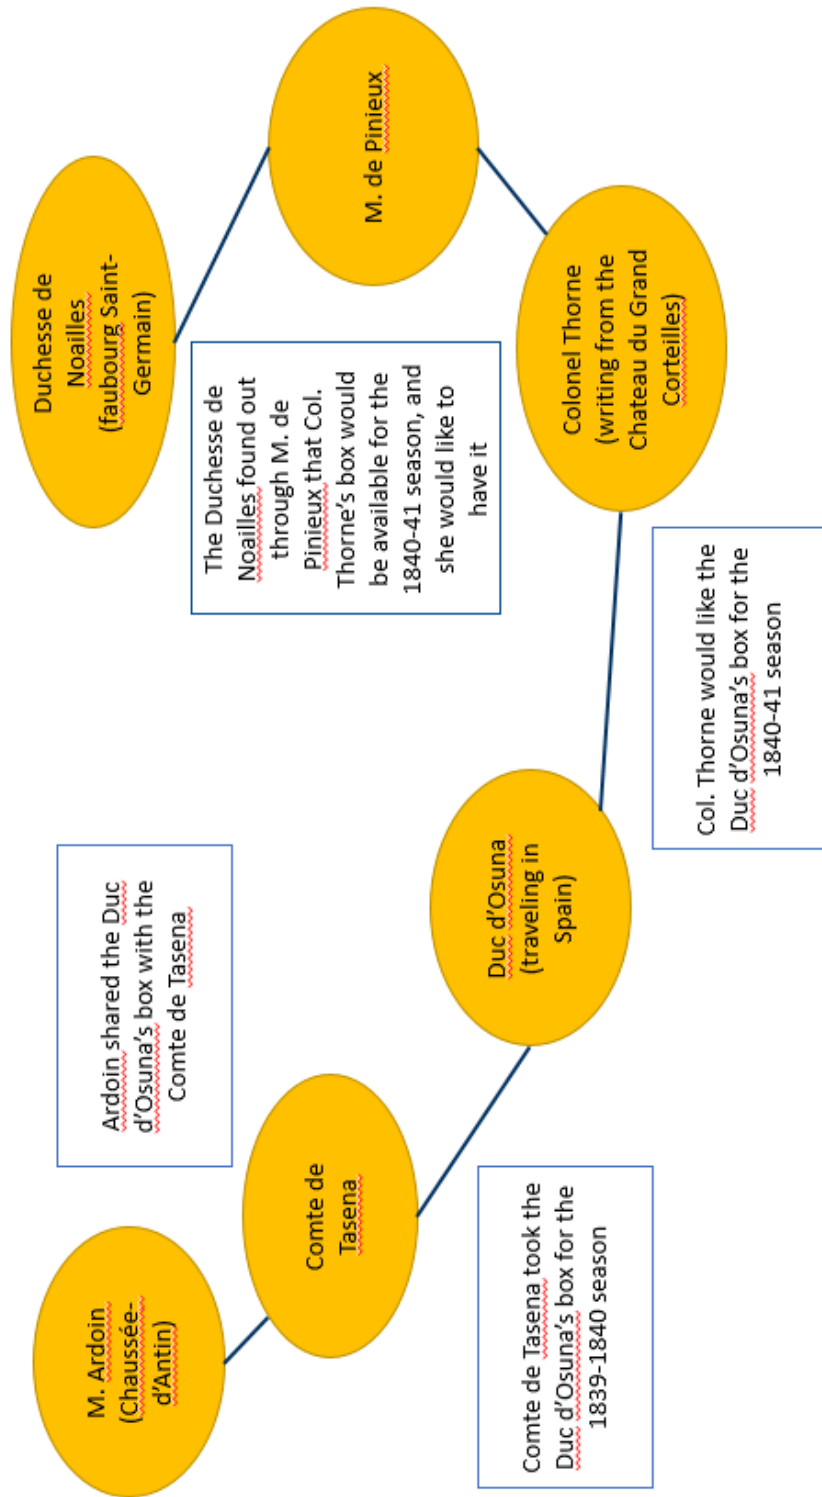 M. Ardoin
(Chaussée-
d’Antin)
Ardoin shared the Duc
d’Osuna’s box with the
Comte de Tasena
Duchesse de
Noailles
(faubourg Saint-
Germain)
Comte de
Tasena
The Duchesse de
Noailles found out
through M. de
Pinieux that Col.
Thorne’s box would
be available for the
1840-41 season, and
she would like to
have it
M. de Pinieux
Duc d’Osuna
(traveling in
Spain)
Comte de Tasena took the
Duc d’Osuna’s box for the
1839-1840 season
Colonel Thorne
(writing from the
Chateau du Grand
Corteilles)
Col. Thorne would like the
Duc d’Osuna’s box for the
1840-41 season